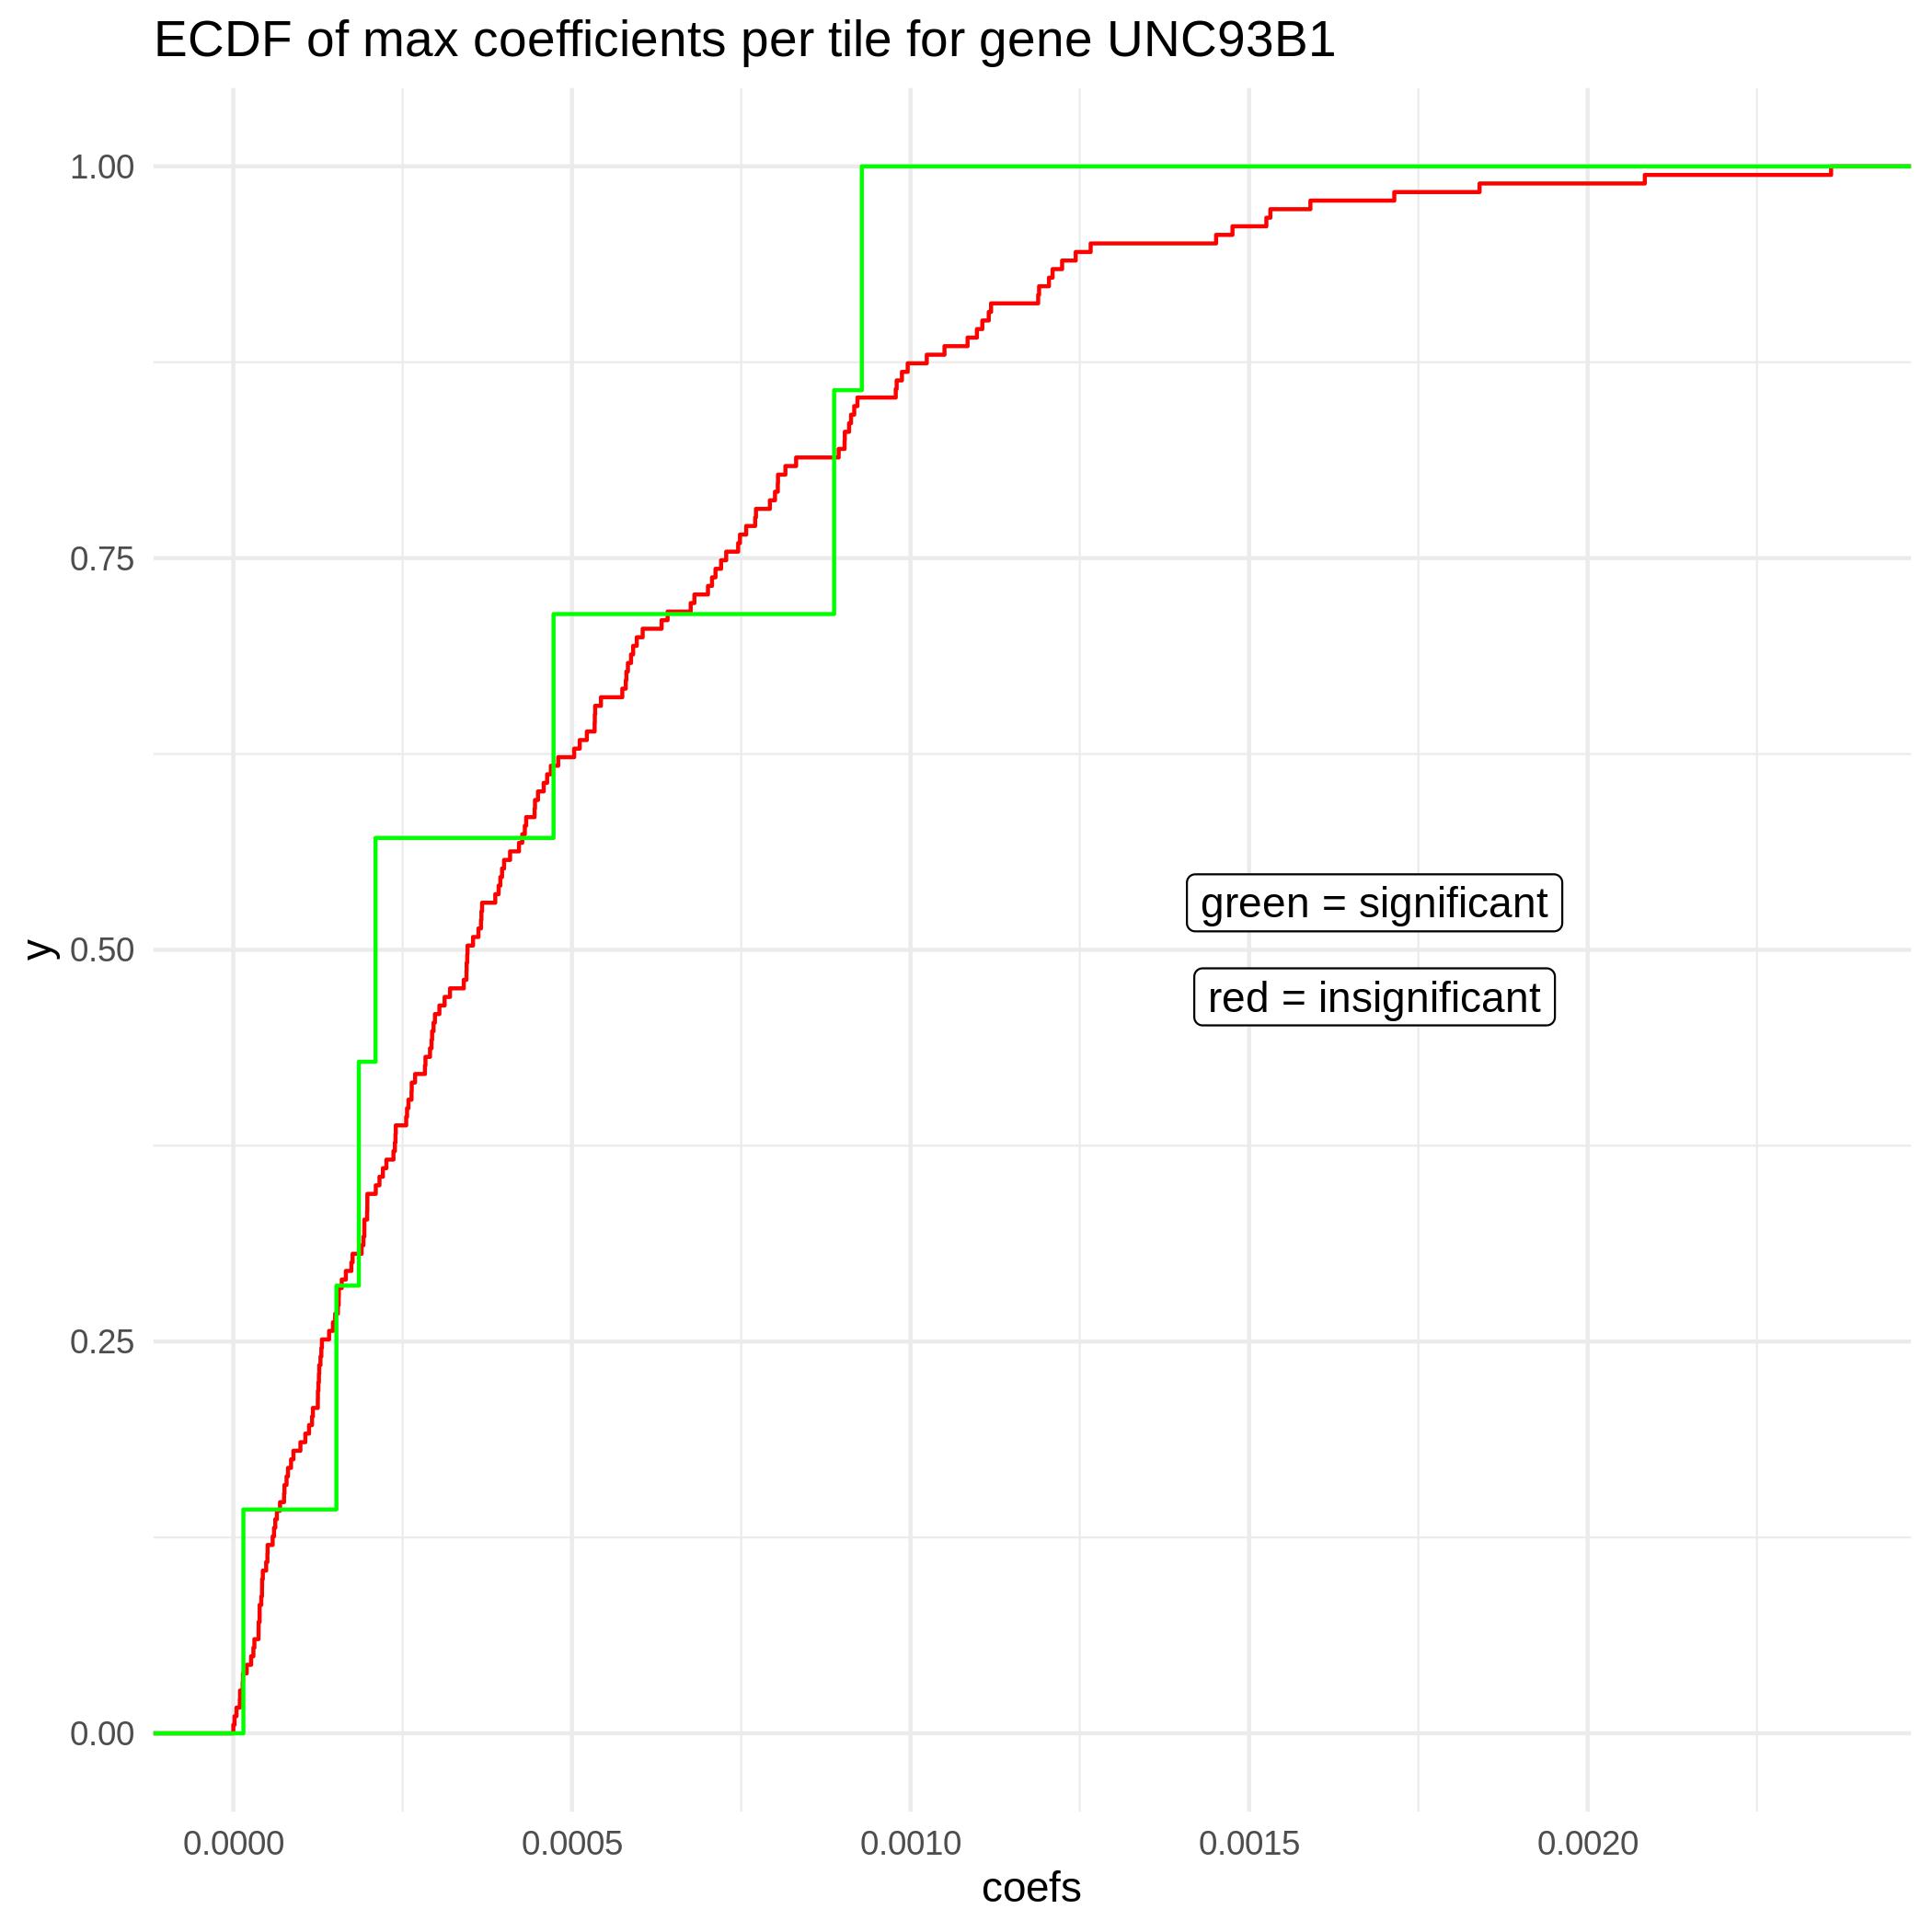 ECDF of max coefficients per tile for gene UNC93B1
1.00
0.75
0.50
0.25
0.00
y
green = significant
red = insignificant
0.0000 0.0005 0.0010 0.0015 0.0020
coefs